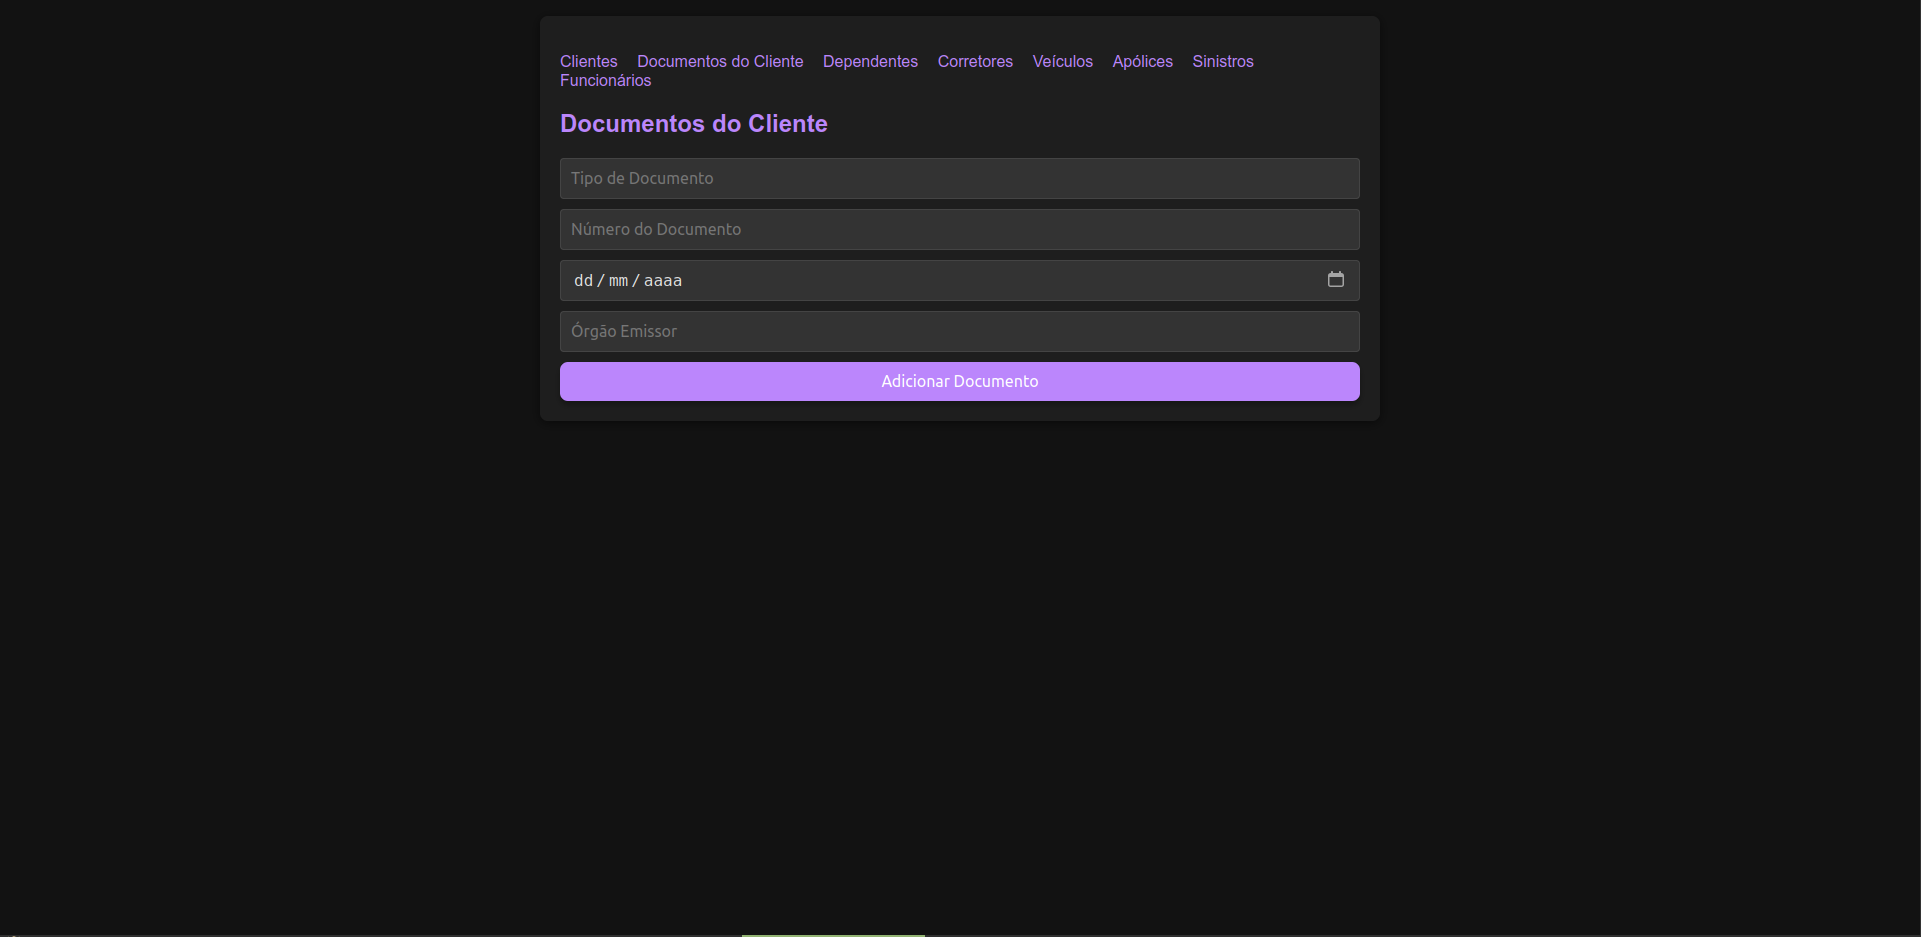 Clientes Documentos do Cliente Dependentes Corretores Veículos Apólices Sinistros
Funcionários
Documentos do Cliente
Tipo de Documento
Número do Documento
dd/mm/aaaa
Órgão Emissor
Adicionar Documento